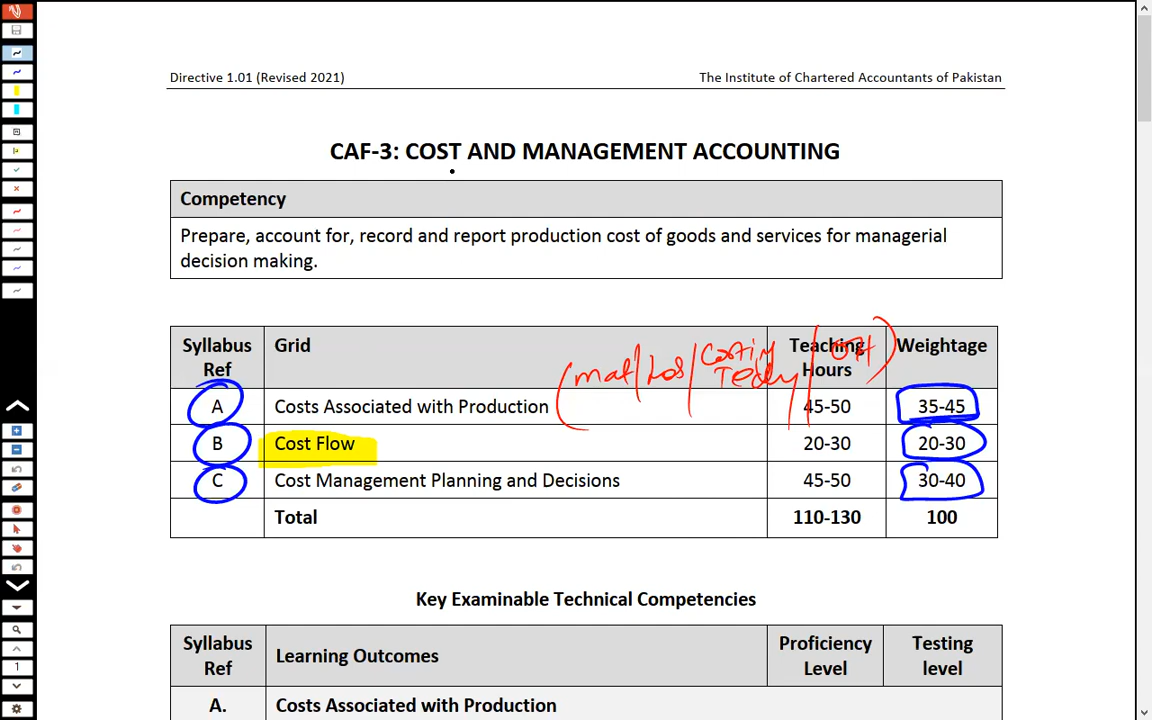 Directive 1.01 (Revised 2021) The Institute of Chartered Accountants of Pakistan
CAF-3: COST AND MANAGEMENT ACCOUNTING
Competency
Prepare, account for, record and report production cost of goods and services for managerial
decision making.
Syllabus Ref Grid Teaching Hours Weightage
(mat / / Costing / OH)
A Costs Associated with Production 45-50 35-45
B Cost Flow 20-30 20-30
C Cost Management Planning and Decisions 45-50 30-40
Total 110-130 100
Key Examinable Technical Competencies
Syllabus Ref Learning Outcomes Proficiency Level Testing level
A. Costs Associated with Production
1